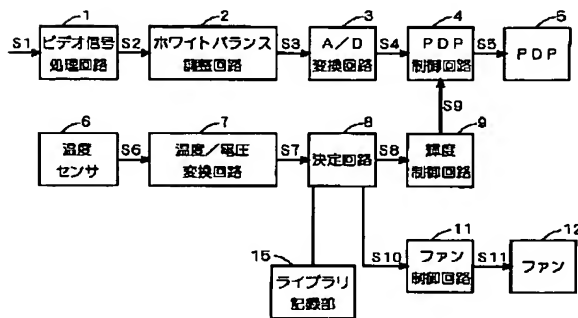 1
2
3
4
5
S1
ビデオ信号
処理回路
S2
ホワイトバランス
調整回路
S3
A/D
変換回路
S4
PDP
制御回路
S5
PDP
S9
6
7
8
9
温度
センサ
S6
温度/電圧
変換回路
S7
決定回路
S8
輝度
制御回路
15
ライブラリ
記録部
S10
11
ファン
制御回路
S11
12
ファン